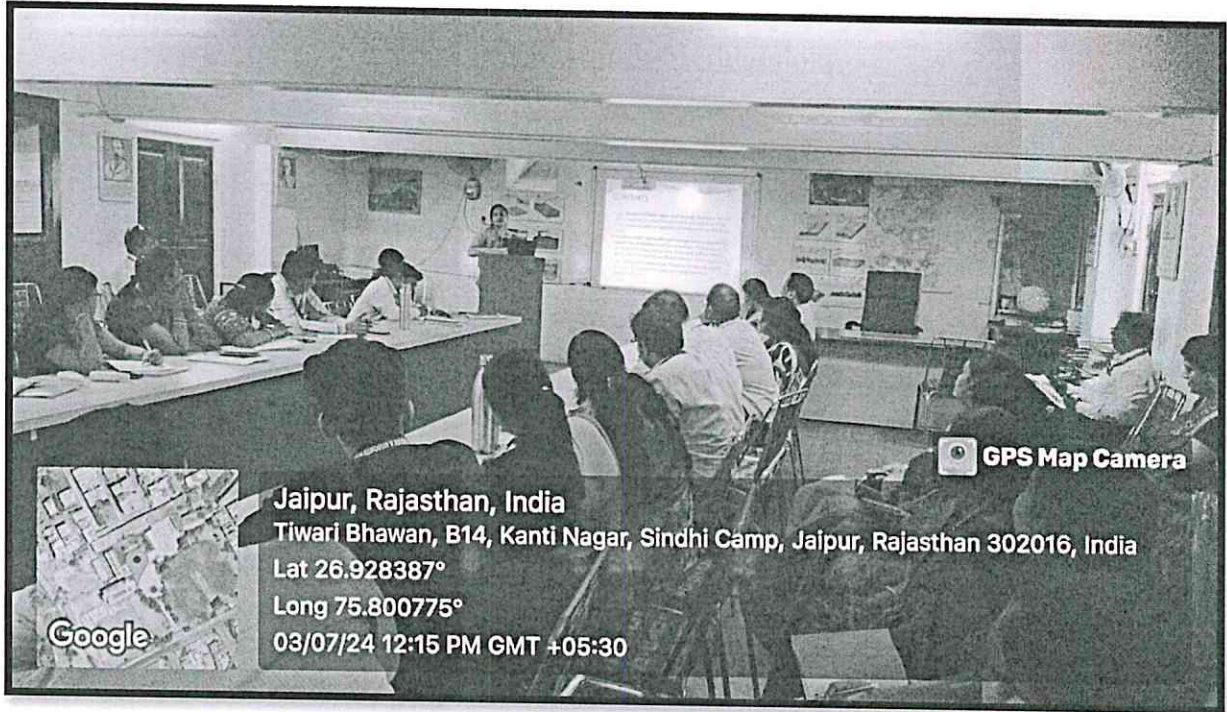 GPS Map Camera
Jaipur, Rajasthan, India
Tiwari Bhawan, B14, Kanti Nagar, Sindhi Camp, Jaipur, Rajasthan 302016, India
Lat 26.928387°
Long 75.800775°
03/07/24 12:15 PM GMT +05:30
Google